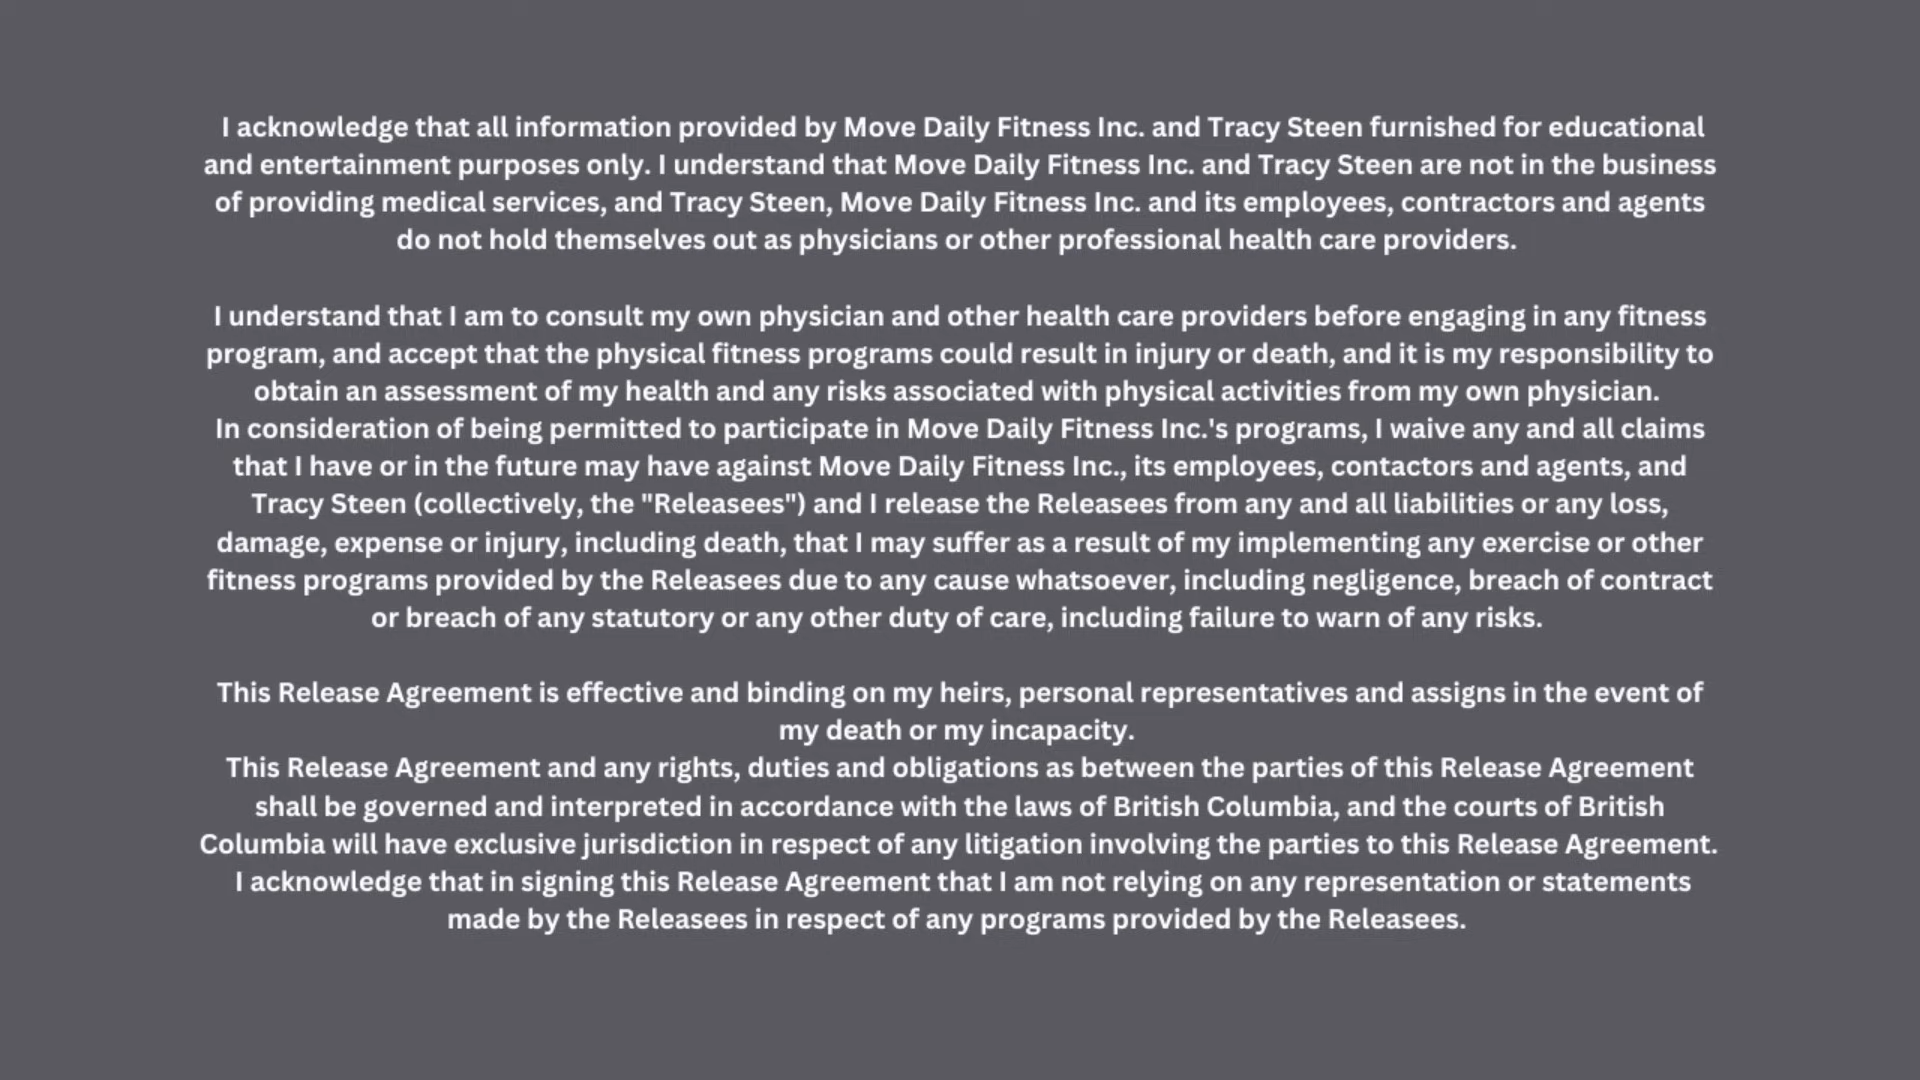 I acknowledge that all information provided by Move Daily Fitness Inc. and Tracy Steen furnished for educational
and entertainment purposes only. I understand that Move Daily Fitness Inc. and Tracy Steen are not in the business
of providing medical services, and Tracy Steen, Move Daily Fitness Inc. and its employees, contractors and agents
do not hold themselves out as physicians or other professional health care providers.
I understand that I am to consult my own physician and other health care providers before engaging in any fitness
program, and accept that the physical fitness programs could result in injury or death, and it is my responsibility to
obtain an assessment of my health and any risks associated with physical activities from my own physician.
In consideration of being permitted to participate in Move Daily Fitness Inc.'s programs, I waive any and all claims
that I have or in the future may have against Move Daily Fitness Inc., its employees, contactors and agents, and
Tracy Steen (collectively, the "Releasees") and I release the Releasees from any and all liabilities or any loss,
damage, expense or injury, including death, that I may suffer as a result of my implementing any exercise or other
fitness programs provided by the Releasees due to any cause whatsoever, including negligence, breach of contract
or breach of any statutory or any other duty of care, including failure to warn of any risks.
This Release Agreement is effective and binding on my heirs, personal representatives and assigns in the event of
my death or my incapacity.
This Release Agreement and any rights, duties and obligations as between the parties of this Release Agreement
shall be governed and interpreted in accordance with the laws of British Columbia, and the courts of British
Columbia will have exclusive jurisdiction in respect of any litigation involving the parties to this Release Agreement.
I acknowledge that in signing this Release Agreement that I am not relying on any representation or statements
made by the Releasees in respect of any programs provided by the Releasees.